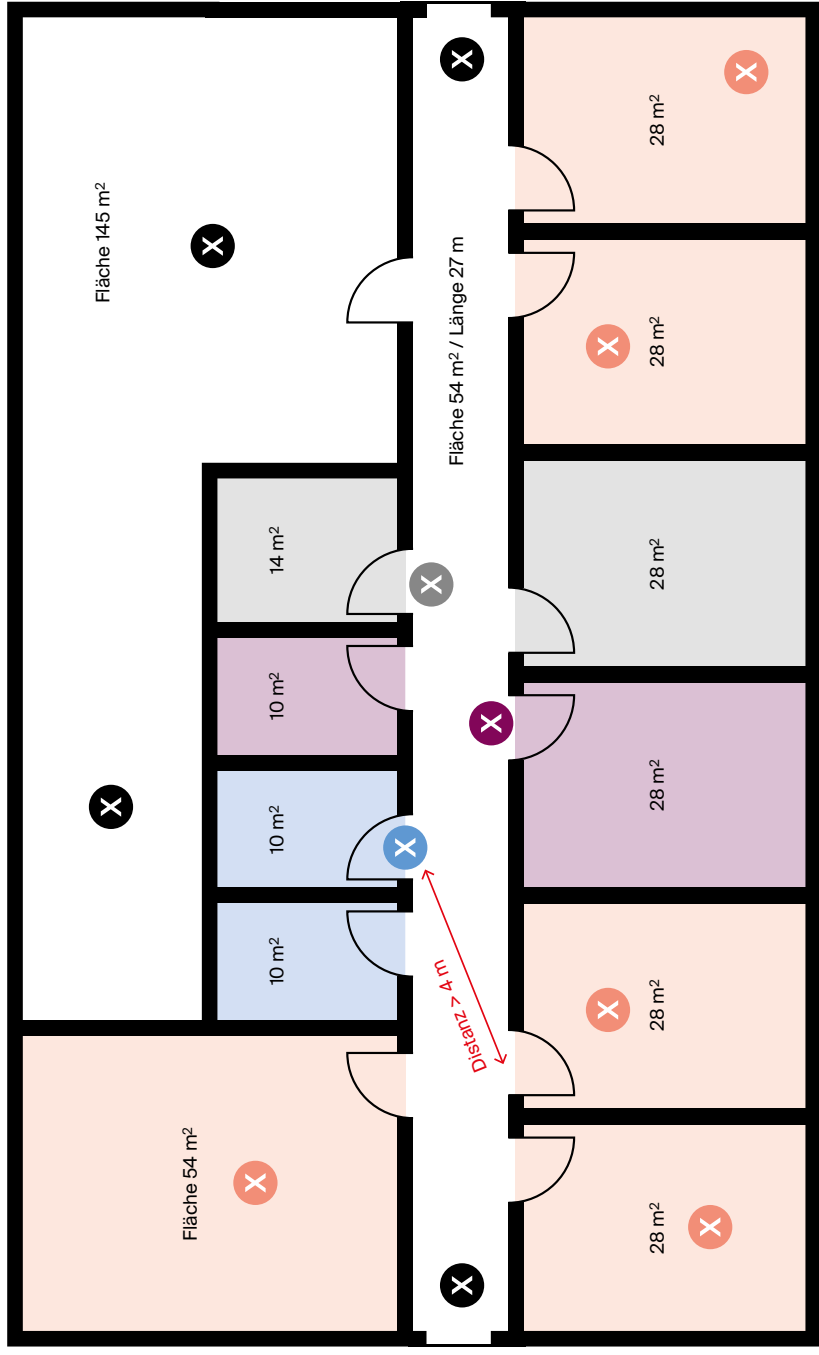 Fläche 145 m²
X
X
14 m²
10 m²
10 m²
10 m²
Fläche 54 m²
X
X
Fläche 54 m² / Länge 27 m
X
X
X
Distanz > 4 m
X
28 m²
X
28 m²
X
28 m²
28 m²
28 m²
X
28 m²
X